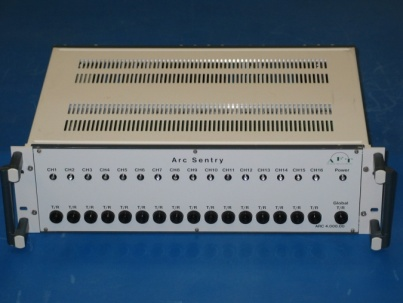 Arc Sentry
AFT
CH1 CH2 CH3 CH4 CH5 CH6 CH7 CH8 CH9 CH10 CH11 CH12 CH13 CH14 CH15 CH16 Power
Global
T/R T/R T/R T/R T/R T/R T/R T/R T/R T/R T/R T/R T/R T/R T/R T/R T/R